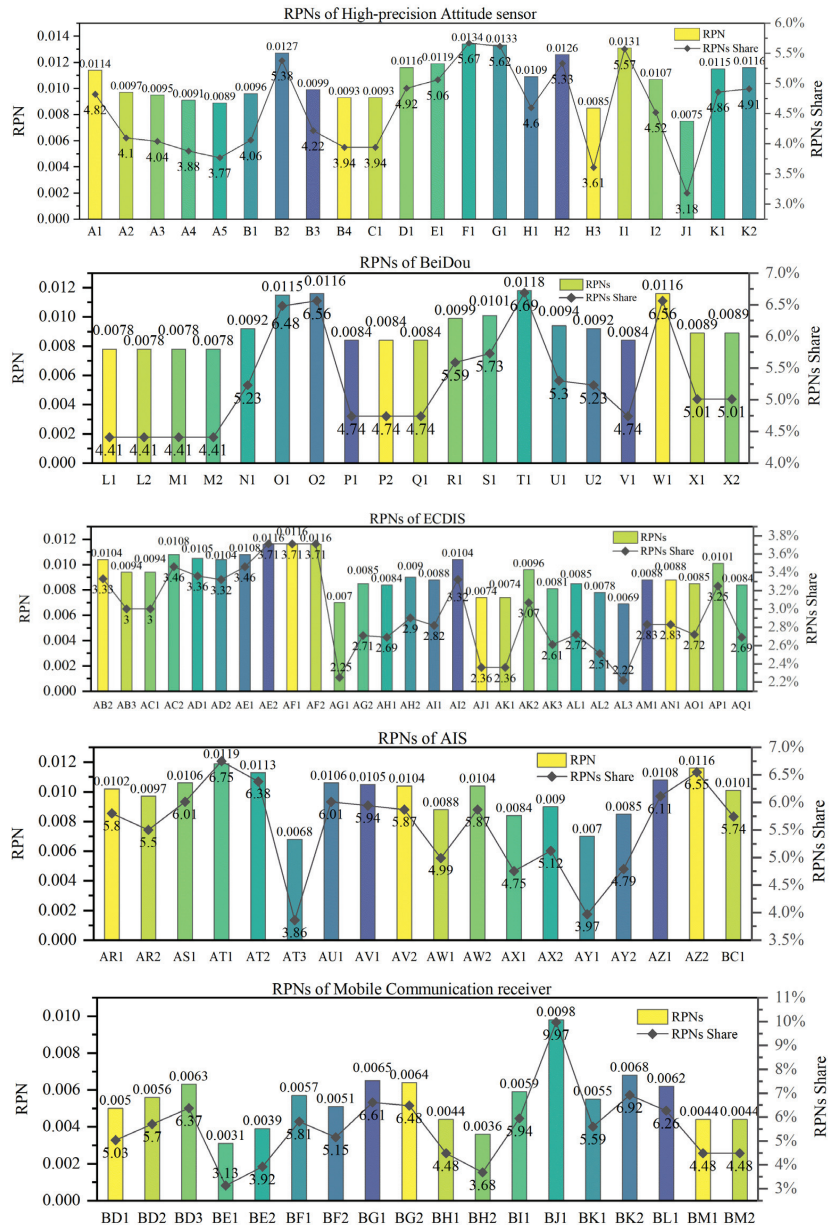 RPNs of High-precision Attitude sensor
0.014
0.012
0.010
0.008
0.006
0.004
0.002
0.000
RPN
0.0114 0.0097 0.0095 0.0091 0.0089 0.0096 0.0127 0.0099 0.0093 0.0093 0.0116 0.0119 0.0134 0.0133 0.0109 0.0126 0.0085 0.0131 0.0107 0.0075 0.0115 0.0116
4.82 4.1 4.04 3.88 3.77 4.06 5.38 4.22 3.94 3.94 4.92 5.06 5.67 5.62 4.6 5.33 3.61 5.57 4.52 3.18 4.86 4.91
RPN
RPNs Share
6.0%
5.5%
5.0%
4.5%
4.0%
3.5%
3.0%
RPNs Share
A1 A2 A3 A4 A5 B1 B2 B3 B4 C1 D1 E1 F1 G1 H1 H2 H3 I1 I2 J1 K1 K2
RPNs of BeiDou
0.012
0.010
0.008
0.006
0.004
0.002
0.000
RPN
0.0078 0.0078 0.0078 0.0078 0.0092 0.0115 0.0116 0.0084 0.0084 0.0084 0.0099 0.0101 0.0118 0.0094 0.0092 0.0084 0.0116 0.0089 0.0089
4.41 4.41 4.41 4.41 5.23 6.48 6.56 4.74 4.74 4.74 5.59 5.73 6.69 5.3 5.23 4.74 6.56 5.01 5.01
RPNs
RPNs Share
7.0%
6.5%
6.0%
5.5%
5.0%
4.5%
4.0%
RPNs Share
L1 L2 M1 M2 N1 O1 O2 P1 P2 Q1 R1 S1 T1 U1 U2 V1 W1 X1 X2
RPNs of ECDIS
0.012
0.010
0.008
0.006
0.004
0.002
0.000
RPN
0.0104 0.0094 0.0094 0.0108 0.0105 0.0104 0.0108 0.0116 0.0116 0.0116 0.007 0.0085 0.0084 0.009 0.0088 0.0104 0.0074 0.0074 0.0096 0.0081 0.0085 0.0078 0.0069 0.0088 0.0088 0.0085 0.0101 0.0084
3.33 3 3 3.46 3.36 3.32 3.46 3.71 3.71 3.71 2.25 2.71 2.69 2.9 2.82 3.32 2.36 2.36 3.07 2.61 2.72 2.51 2.22 2.83 2.83 2.72 3.25 2.69
RPNs
RPNs Share
3.8%
3.6%
3.4%
3.2%
3.0%
2.8%
2.6%
2.4%
2.2%
RPNs Share
AB2 AB3 AC1 AC2 AD1 AD2 AE1 AE2 AF1 AF2 AG1 AG2 AH1 AH2 AI1 AI2 AJ1 AK1 AK2 AK3 AL1 AL2 AL3 AM1 AN1 AO1 AP1 AQ1
RPNs of AIS
0.012
0.010
0.008
0.006
0.004
0.002
0.000
RPN
0.0102 0.0097 0.0106 0.0119 0.0113 0.0068 0.0106 0.0105 0.0104 0.0088 0.0104 0.0084 0.009 0.007 0.0085 0.0108 0.0116 0.0101
5.8 5.5 6.01 6.75 6.38 3.86 6.01 5.94 5.87 4.99 5.87 4.75 5.12 3.97 4.79 6.11 6.55 5.74
RPN
RPNs Share
7.0%
6.5%
6.0%
5.5%
5.0%
4.5%
4.0%
3.5%
RPNs Share
AR1 AR2 AS1 AT1 AT2 AT3 AU1 AV1 AV2 AW1 AW2 AX1 AX2 AY1 AY2 AZ1 AZ2 BC1
RPNs of Mobile Communication receiver
0.010
0.008
0.006
0.004
0.002
0.000
RPN
0.005 0.0056 0.0063 0.0031 0.0039 0.0057 0.0051 0.0065 0.0064 0.0044 0.0036 0.0059 0.0098 0.0055 0.0068 0.0062 0.0044 0.0044
5.03 5.7 6.37 3.13 3.92 5.81 5.15 6.61 6.48 4.48 3.68 5.94 9.97 5.59 6.92 6.26 4.48 4.48
RPNs
RPNs Share
11%
10%
9%
8%
7%
6%
5%
4%
3%
RPNs Share
BD1 BD2 BD3 BE1 BE2 BF1 BF2 BG1 BG2 BH1 BH2 BI1 BJ1 BK1 BK2 BL1 BM1 BM2